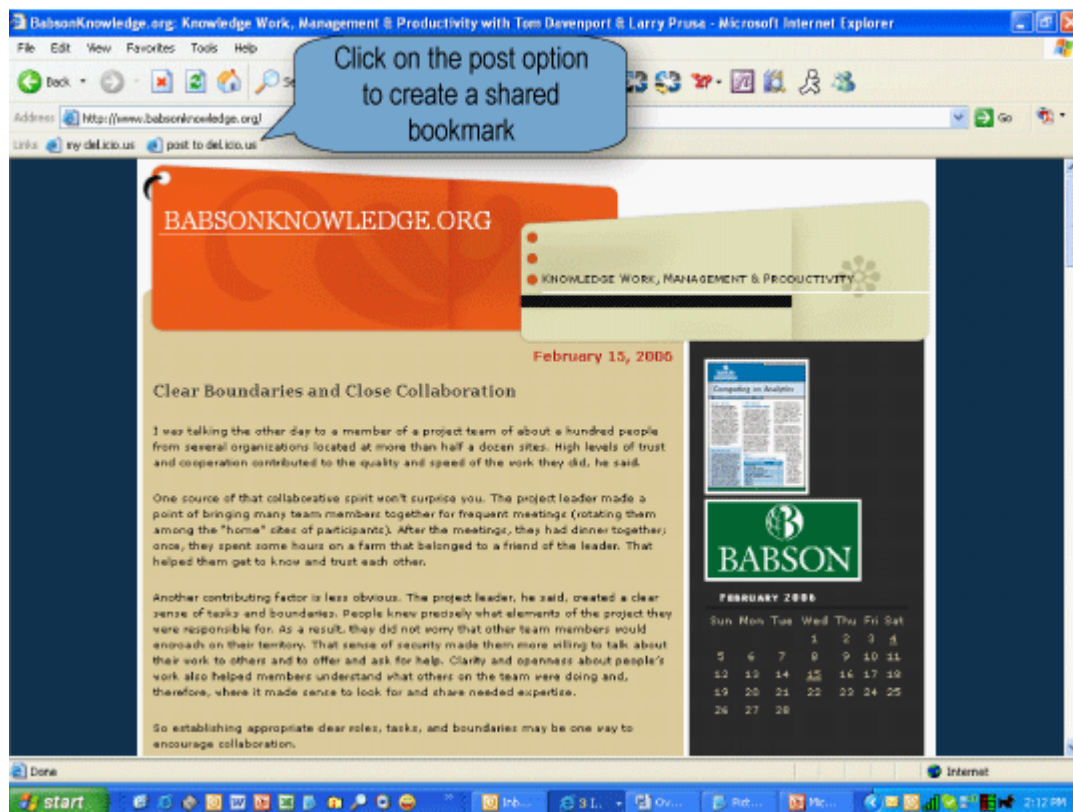 BabsonKnowledge.org: Knowledge Work, Management & Productivity with Tom Davenport & Larry Prusa - Microsoft Internet Explorer
File Edit View Favorites Tools Help
Click on the post option
to create a shared
bookmark
Back
Address http://www.babsonknowledge.org/
Go
Links my del.icio.us post to del.icio.us
BABSONKNOWLEDGE.ORG
KNOWLEDGE WORK, MANAGEMENT & PRODUCTIVITY
February 15, 2006
Clear Boundaries and Close Collaboration
I was talking the other day to a member of a project team of about a hundred people
from several organizations located at more than half a dozen sites. High levels of trust
and cooperation contributed to the quality and speed of the work they did, he said.
One source of that collaborative spirit won't surprise you. The project leader made a
point of bringing many team members together for frequent meetings (rotating them
among the "home" sites of participants). After the meetings, they had dinner together;
once, they spent some hours on a farm that belonged to a friend of the leader. That
helped them get to know and trust each other.
Another contributing factor is less obvious. The project leader, he said, created a clear
sense of tasks and boundaries. People knew precisely what elements of the project they
were responsible for. As a result, they did not worry that other team members would
encroach on their territory. That sense of security made them more willing to talk about
their work to others and to offer and ask for help. Clarity and openness about people's
work also helped members understand what others on the team were doing and,
therefore, where it made sense to look for and share needed expertise.
So establishing appropriate clear roles, tasks, and boundaries may be one way to
encourage collaboration.
Competing on Analytics
BABSON
FEBRUARY 2006
Sun Mon Tue Wed Thu Fri Sat
1 2 3 4
5 6 7 8 9 10 11
12 13 14 15 16 17 18
19 20 21 22 23 24 25
26 27 28
Done
Internet
start
Inb...
3 I...
Ov...
Ret...
Mic...
2:12 PM